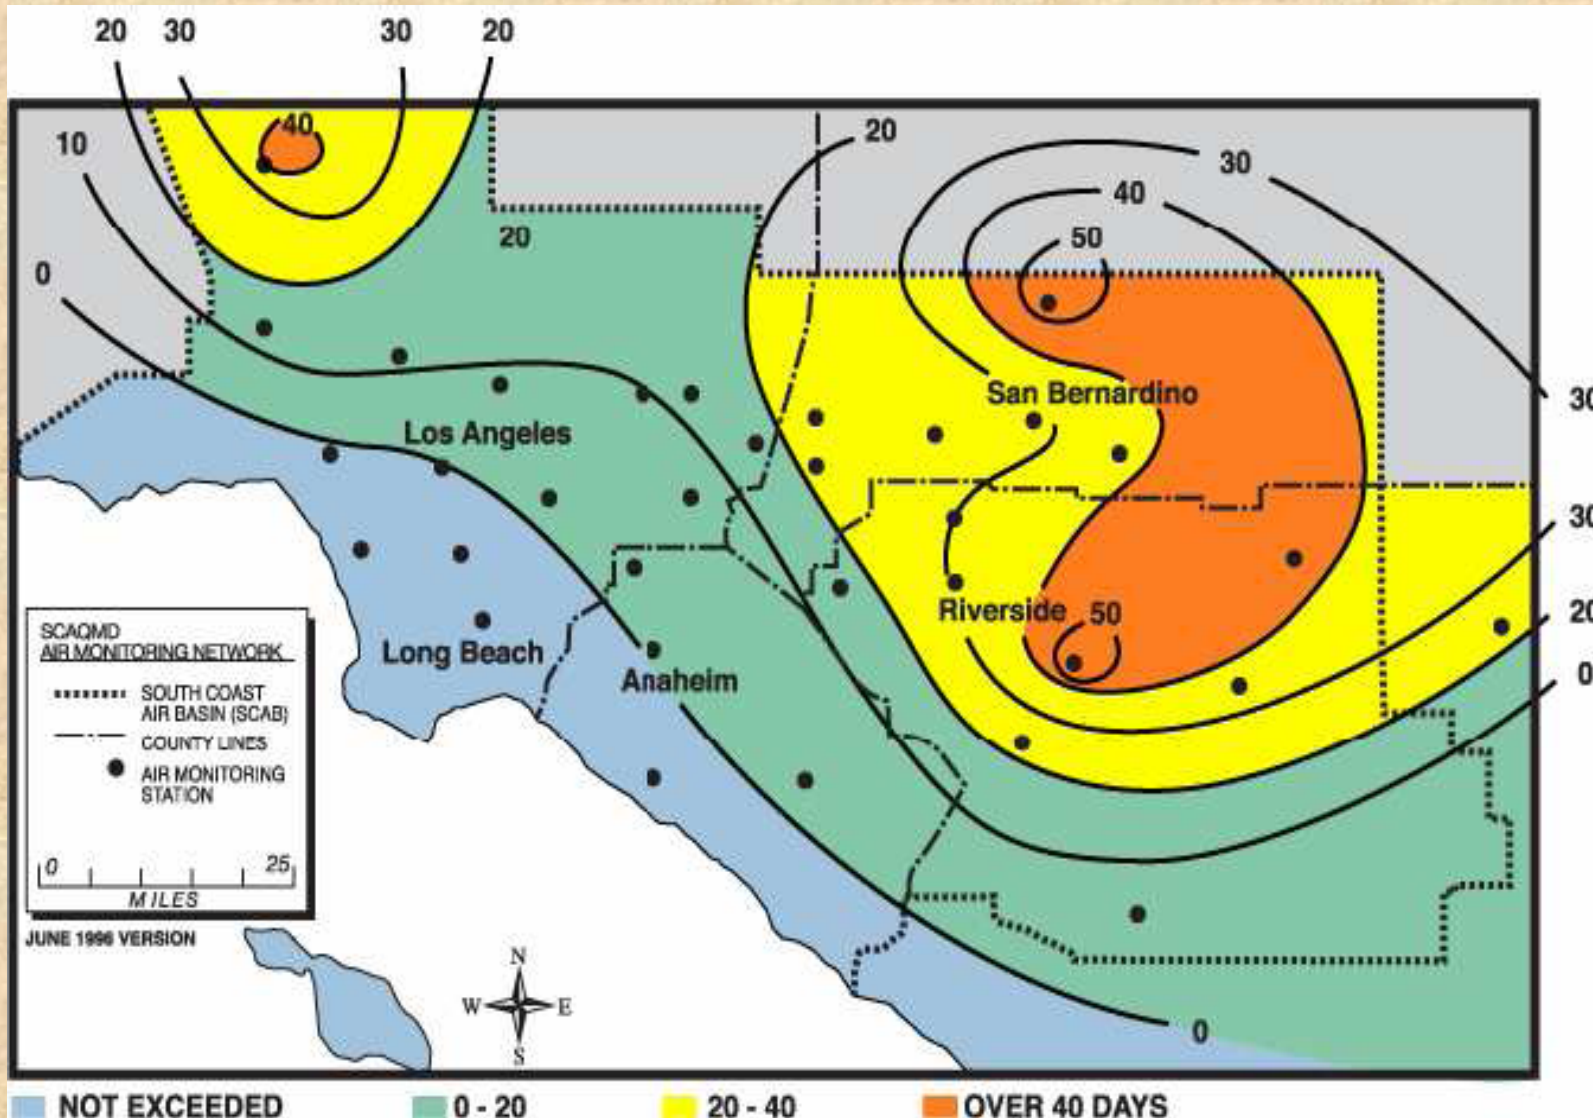 20 30 30 20
10
40
20
30
40
50
20
0
San Bernardino
30
Los Angeles
30
Riverside
50
20
Long Beach
Anaheim
0
SCAQMD
AIR MONITORING NETWORK
SOUTH COAST
AIR BASIN (SCAB)
COUNTY LINES
AIR MONITORING
STATION
0 25
MILES
JUNE 1996 VERSION
N
W E
S
0
NOT EXCEEDED 0 - 20 20 - 40 OVER 40 DAYS